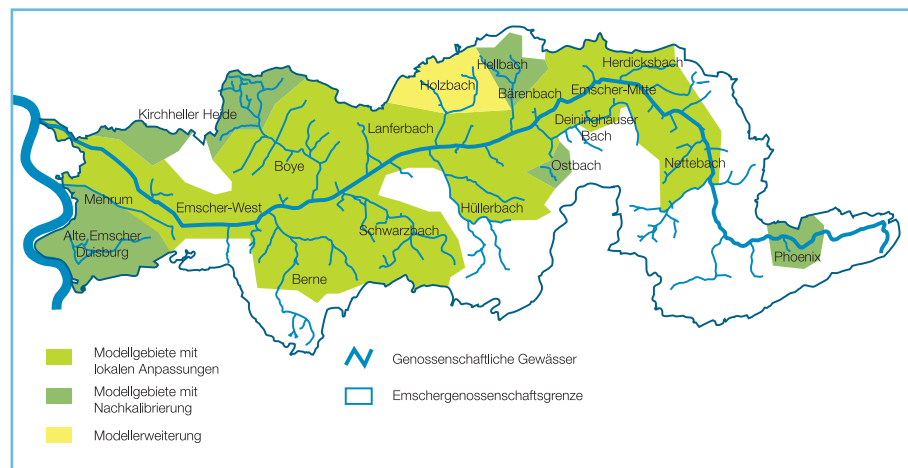 Herdicksbach
Hellbach
Holzbach
Bärenbach
Emscher-Mitte
Kirchheller Heide
Lanferbach
Deininghauser
Bach
Boye
Ostbach
Nettebach
Mehrum
Emscher-West
Hüllerbach
Alte Emscher
Duisburg
Schwarzbach
Phoenix
Berne
Modellgebiete mit
lokalen Anpassungen
Modellgebiete mit
Nachkalibrierung
Modellerweiterung
Genossenschaftliche Gewässer
Emschergenossenschaftsgrenze